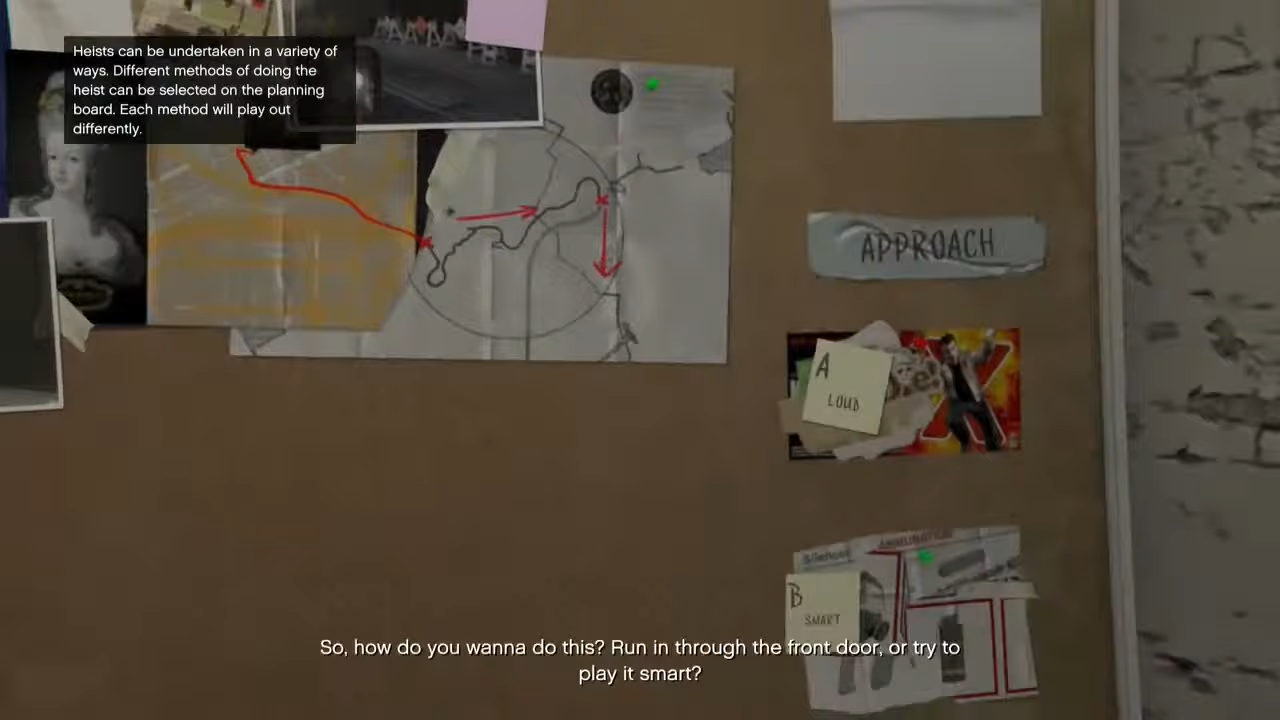 Heists can be undertaken in a variety of
ways. Different methods of doing the
heist can be selected on the planning
board. Each method will play out
differently.
APPROACH
A
LOUD
X
B
SMART
So, how do you wanna do this? Run in through the front door, or try to
play it smart?